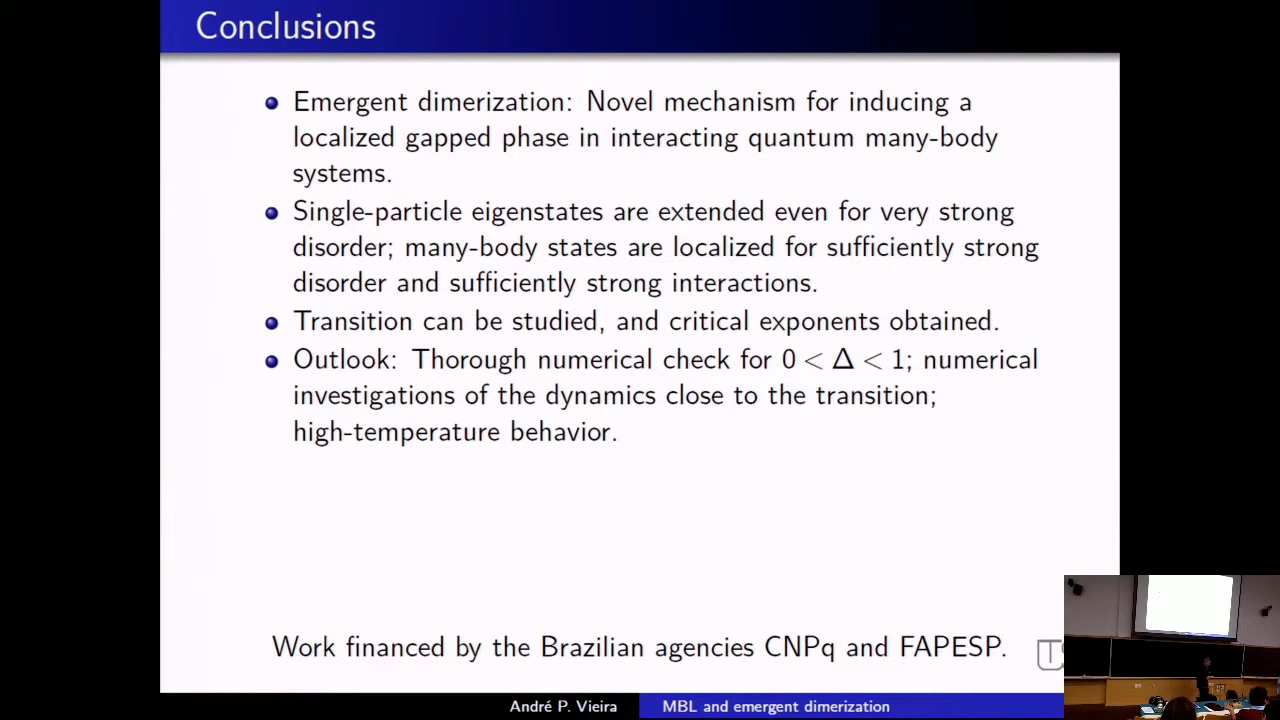 Conclusions
Emergent dimerization: Novel mechanism for inducing a
localized gapped phase in interacting quantum many-body
systems.
Single-particle eigenstates are extended even for very strong
disorder; many-body states are localized for sufficiently strong
disorder and sufficiently strong interactions.
Transition can be studied, and critical exponents obtained.
Outlook: Thorough numerical check for 0 < Δ < 1; numerical
investigations of the dynamics close to the transition;
high-temperature behavior.
Work financed by the Brazilian agencies CNPq and FAPESP.
André P. Vieira
MBL and emergent dimerization